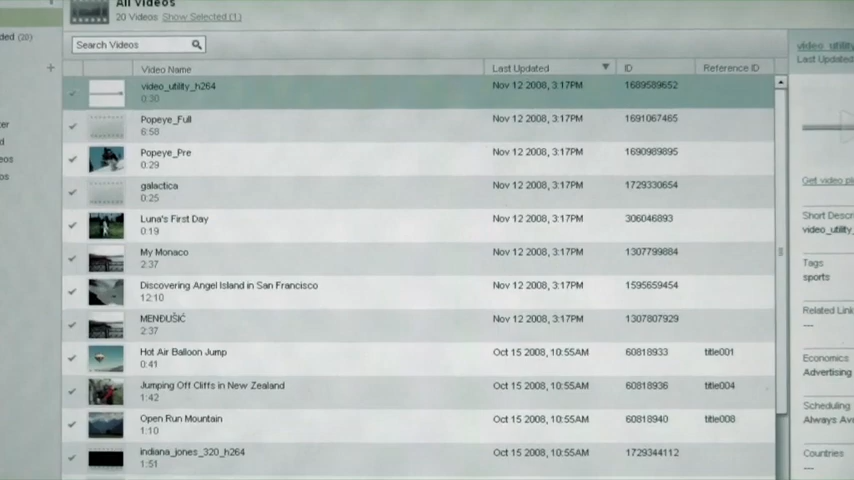 All Videos
20 Videos Show Selected (1)
(20)
Search Videos
Video Name Last Updated ID Reference ID
video_utility_h264 Nov 12 2008, 3:17PM 1689589652
0:30
Popeye_Full Nov 12 2008, 3:17PM 1691067465
6:58
Popeye_Pre Nov 12 2008, 3:17PM 1690989895
0:29
galactica Nov 12 2008, 3:17PM 1729330654
0:25
Luna's First Day Nov 12 2008, 3:17PM 306046893
0:19
My Monaco Nov 12 2008, 3:17PM 1307799884
2:37
Discovering Angel Island in San Francisco Nov 12 2008, 3:17PM 1595659454
12:10
MENĐUŠIĆ Nov 12 2008, 3:17PM 1307807929
2:37
Hot Air Balloon Jump Oct 15 2008, 10:55AM 60818933 title001
0:41
Jumping Off Cliffs in New Zealand Oct 15 2008, 10:55AM 60818936 title004
1:42
Open Run Mountain Oct 15 2008, 10:55AM 60818940 title008
1:10
indiana_jones_320_h264 Oct 15 2008, 10:55AM 1729344112
1:51
video_utility
Last Updated
Get video
Short
video_utility_
Tags
sports
Related Link
---
Economics
Advertising
Scheduling
Always
Countries
---